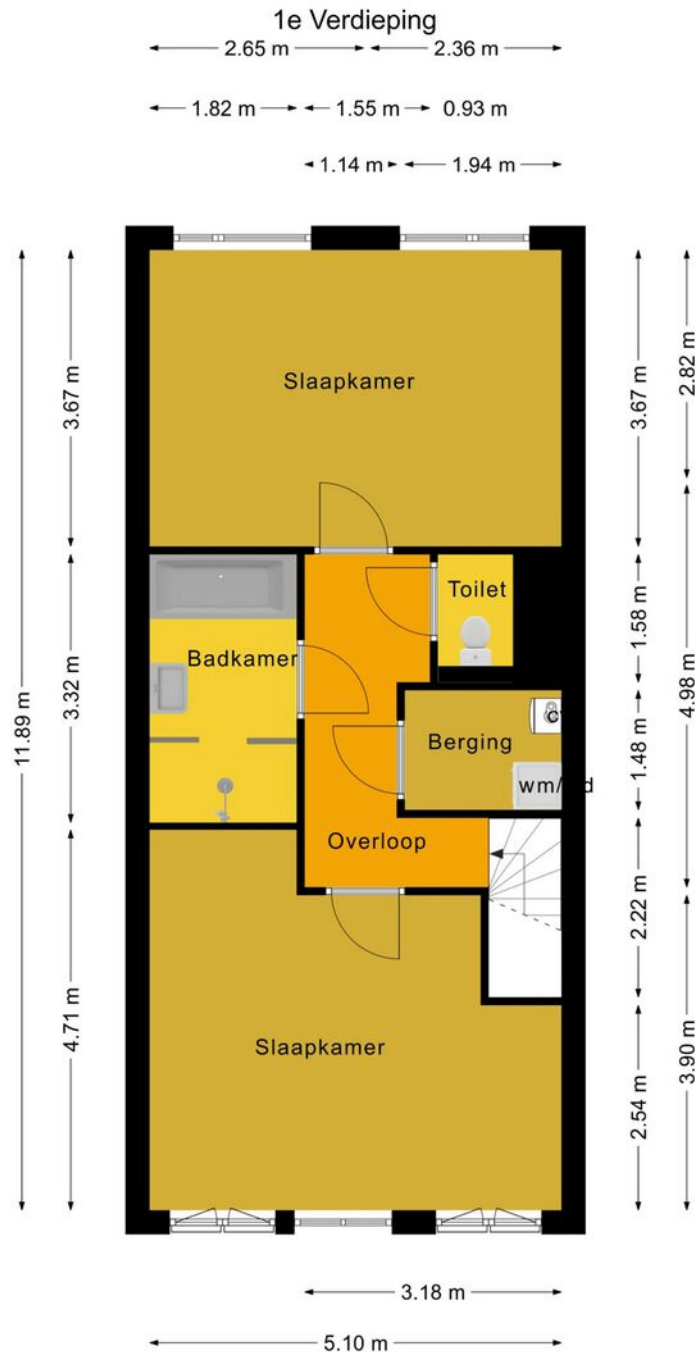 1e Verdieping
2.65 m
2.36 m
1.82 m
1.55 m
0.93 m
1.14 m
1.94 m
Slaapkamer
3.67 m
3.67 m
2.82 m
Toilet
1.58 m
Badkamer
3.32 m
11.89 m
4.98 m
Berging
1.48 m
Overloop
2.22 m
Slaapkamer
4.71 m
2.54 m
3.90 m
3.18 m
5.10 m